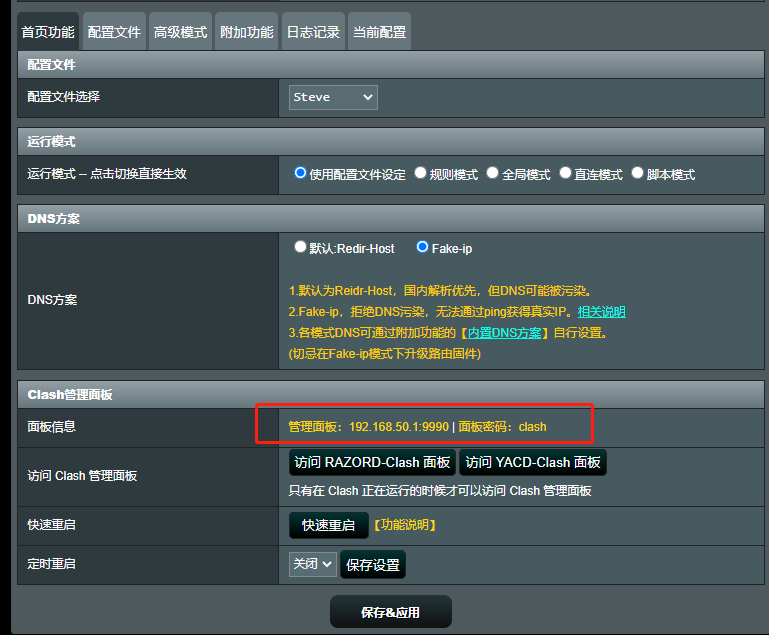 首页功能 配置文件 高级模式 附加功能 日志记录 当前配置
配置文件
配置文件选择 Steve
运行模式
运行模式 -- 点击切换直接生效 使用配置文件设定 规则模式 全局模式 直连模式 脚本模式
DNS方案
默认:Redir-Host Fake-ip
DNS方案
1.默认为Reidr-Host，国内解析优先，但DNS可能被污染。
2.Fake-ip，拒绝DNS污染，无法通过ping获得真实IP。相关说明
3.各模式DNS可通过附加功能的【内置DNS方案】自行设置。
(切忌在Fake-ip模式下升级路由固件)
Clash管理面板
面板信息 管理面板：192.168.50.1:9990 | 面板密码：clash
访问 Clash 管理面板 访问 RAZORD-Clash 面板 访问 YACD-Clash 面板
只有在 Clash 正在运行的时候才可以访问 Clash 管理面板
快速重启 快速重启 【功能说明】
定时重启 关闭 保存设置
保存&应用